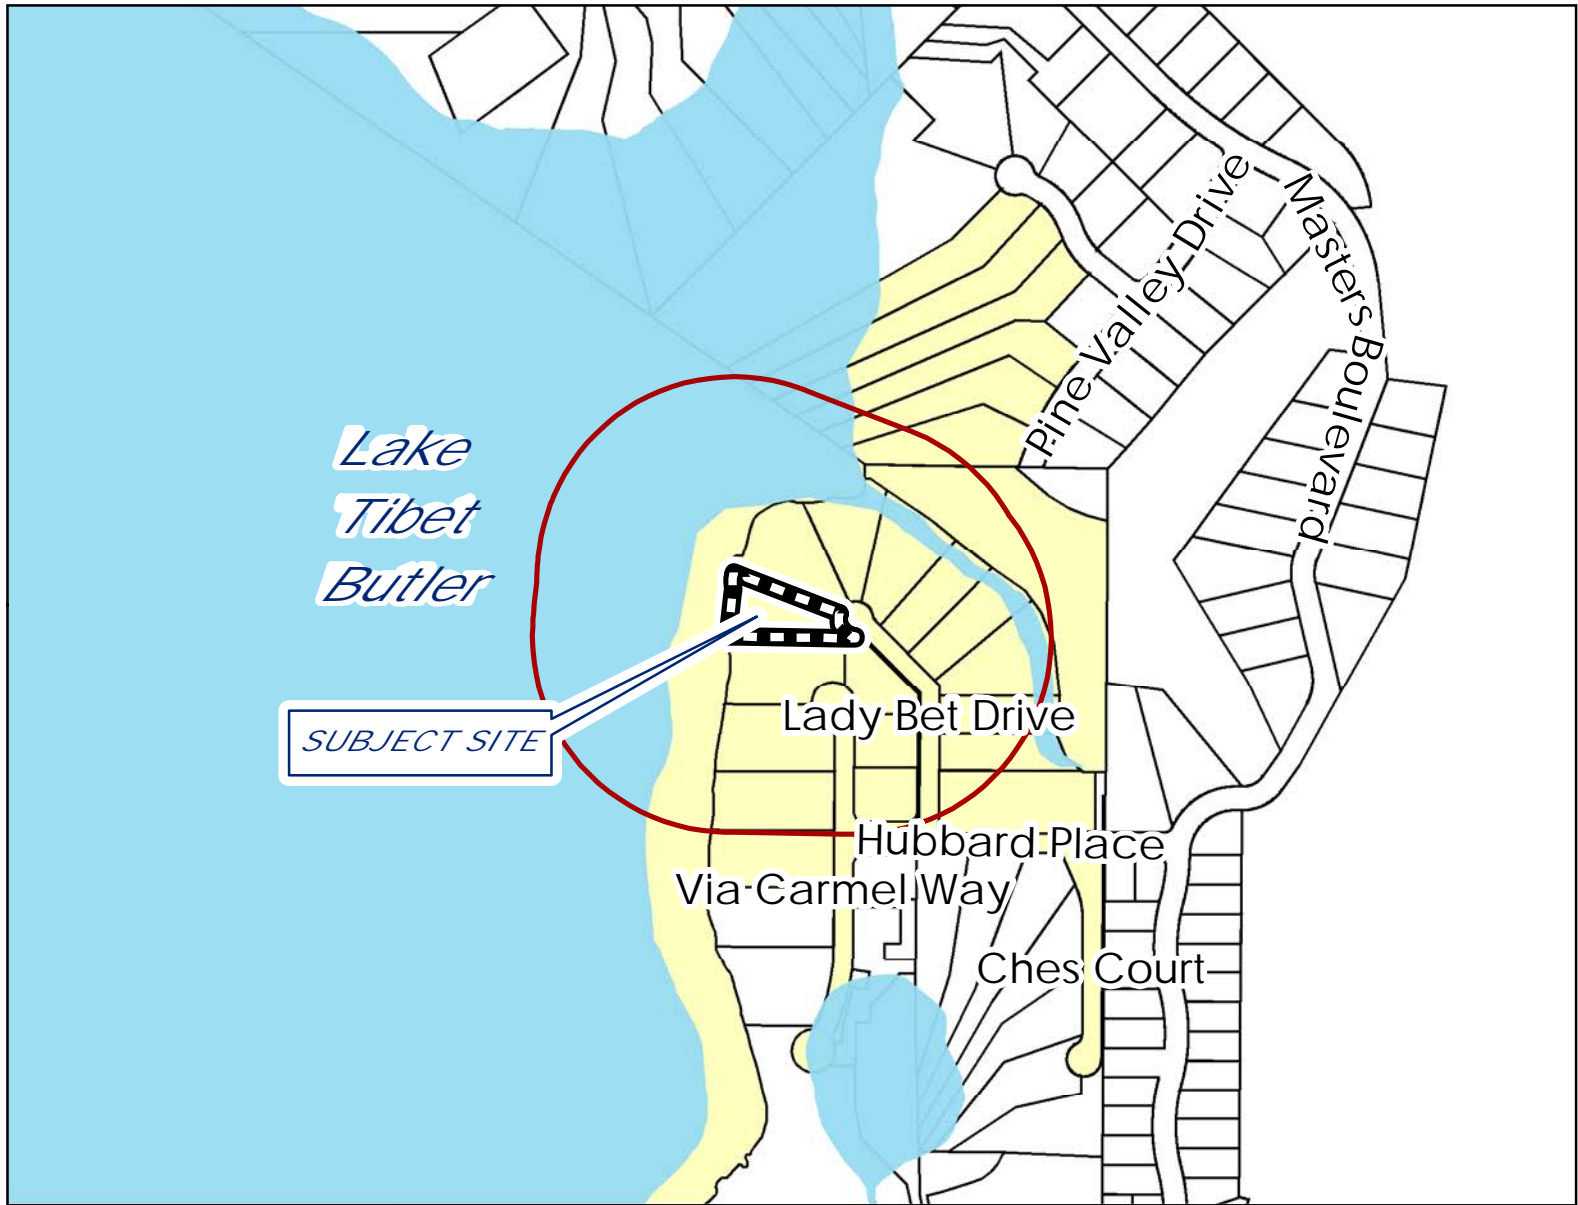 Pine Valley Drive
Masters Boulevard
Lake
Tibet
Butler
SUBJECT SITE
Lady Bet Drive
Hubbard Place
Via Carmel Way
Ches Court